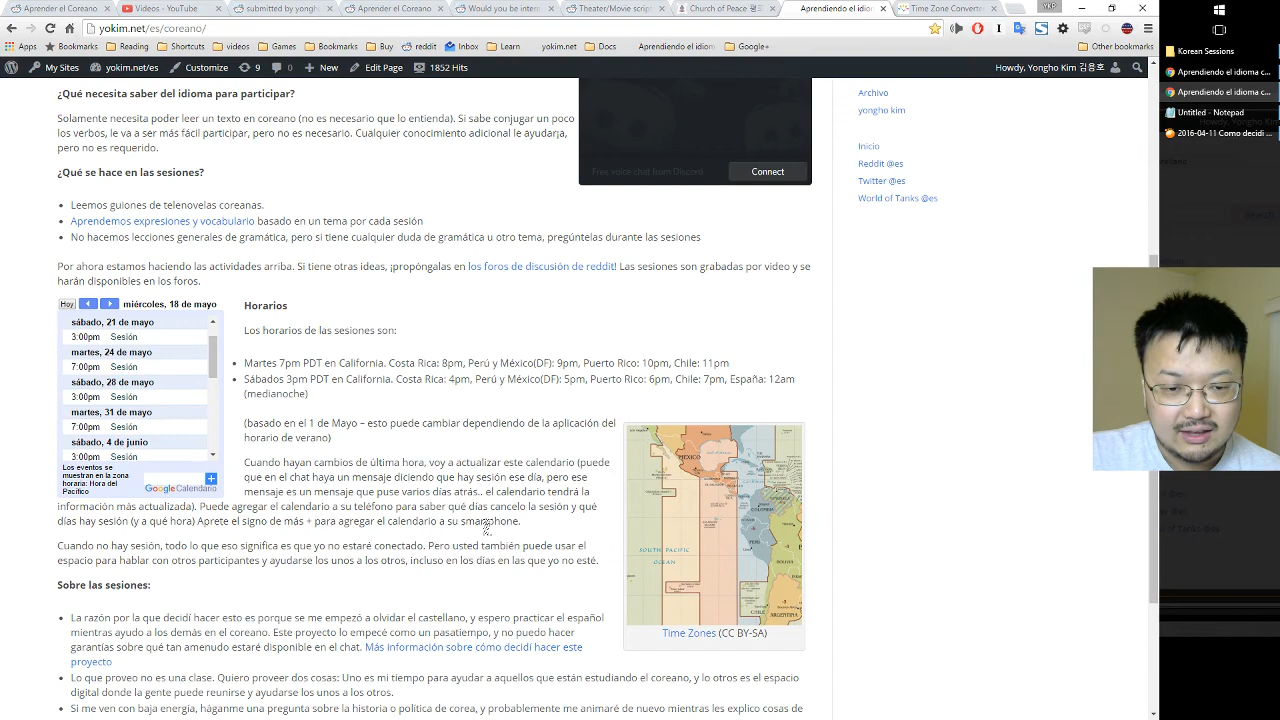 Aprender el Coreano
Videos - YouTube
submitted by yongho
Aprender el Coreano
Would you be intern
Theater/Movie script
Church of Peace
Aprendiendo el idiom
Time Zone Converter
YKP
yokim.net/es/coreano/
Apps
Bookmarks
Reading
Shortcuts
videos
Games
Bookmarks
Buy
reddit
Inbox
Learn
yokim.net
Docs
Aprendiendo el idiom
Google+
Other bookmarks
My Sites
yokim.net/es
Customize
9
0
New
Edit Page
1852 Hits
Howdy, Yongho Kim 김용호
¿Qué necesita saber del idioma para participar?
Solamente necesita poder leer un texto en coreano (no es necesario que lo entienda). Si sabe conjugar un poco
los verbos, le va a ser más fácil participar, pero no es necesario. Cualquier conocimiento adicional le ayudará,
pero no es requerido.
Free voice chat from Discord
Connect
¿Qué se hace en las sesiones?
Leemos guiones de telenovelas coreanas.
Aprendemos expresiones y vocabulario basado en un tema por cada sesión
No hacemos lecciones generales de gramática, pero si tiene cualquier duda de gramática u otro tema, pregúntelas durante las sesiones
Por ahora estamos haciendo las actividades arriba. Si tiene otras ideas, ¡propóngalas en los foros de discusión de reddit! Las sesiones son grabadas por video y se
harán disponibles en los foros.
Hoy
miércoles, 18 de mayo
sábado, 21 de mayo
3:00pm Sesión
martes, 24 de mayo
7:00pm Sesión
sábado, 28 de mayo
3:00pm Sesión
martes, 31 de mayo
7:00pm Sesión
sábado, 4 de junio
3:00pm Sesión
Los eventos se
muestran en la zona
horaria: Hora del
Pacífico
Google Calendario
Horarios
Los horarios de las sesiones son:
Martes 7pm PDT en California. Costa Rica: 8pm, Perú y México(DF): 9pm, Puerto Rico: 10pm, Chile: 11pm
Sábados 3pm PDT en California. Costa Rica: 4pm, Perú y México(DF): 5pm, Puerto Rico: 6pm, Chile: 7pm, España: 12am
(medianoche)
(basado en el 1 de Mayo – esto puede cambiar dependiendo de la aplicación del
horario de verano)
Cuando hayan cambios de última hora, voy a actualizar este calendario (puede
que en el chat haya un mensaje diciendo que hay sesión ese día, pero ese
mensaje es un mensaje que puse varios días atrás.. el calendario tendrá la
información más actualizada). Puede agregar el calendario a su teléfono para saber qué días cancelo la sesión y qué
días hay sesión (y a qué hora) Aprete el signo de más + para agregar el calendario a su smartphone.
Cuando no hay sesión, todo lo que eso significa es que yo no estaré conectado. Pero usted también puede usar el
espacio para hablar con otros participantes y ayudarse los unos a los otros, incluso en los días en las que yo no esté.
MEXICO
SOUTH PACIFIC
OCEAN
PERU
BOLIVIA
CHILE
ARGENTINA
Time Zones (CC BY-SA)
Sobre las sesiones:
La razón por la que decidí hacer esto es porque se me empezó a olvidar el castellano, y espero practicar el español
mientras ayudo a los demás en el coreano. Este proyecto lo empecé como un pasatiempo, y no puedo hacer
garantías sobre qué tan amenudo estaré disponible en el chat. Más información sobre cómo decidí hacer este
proyecto
Lo que proveo no es una clase. Quiero proveer dos cosas: Uno es mi tiempo para ayudar a aquellos que están estudiando el coreano, y lo otros es el espacio
digital donde la gente puede reunirse y ayudarse los unos a los otros.
Si me ven con baja energía, háganme una pregunta sobre la historia o política de corea, y probablemente me animaré de nuevo mientras les explico cosas de
Archivo
yongho kim
Inicio
Reddit @es
Twitter @es
World of Tanks @es
Korean Sessions
Aprendiendo el idioma c...
Aprendiendo el idioma c...
Untitled - Notepad
2016-04-11 Como decidi ...